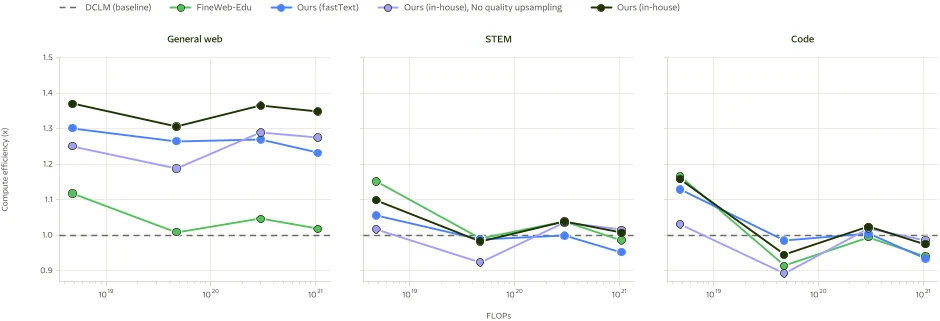 DCLM (baseline) FineWeb-Edu Ours (fastText) Ours (in-house), No quality upsampling Ours (in-house)
General web STEM Code
1.5
1.4
1.3
1.2
1.1
1.0
0.9
Compute efficiency (x)
10^19 10^20 10^21 10^19 10^20 10^21 10^19 10^20 10^21
FLOPs